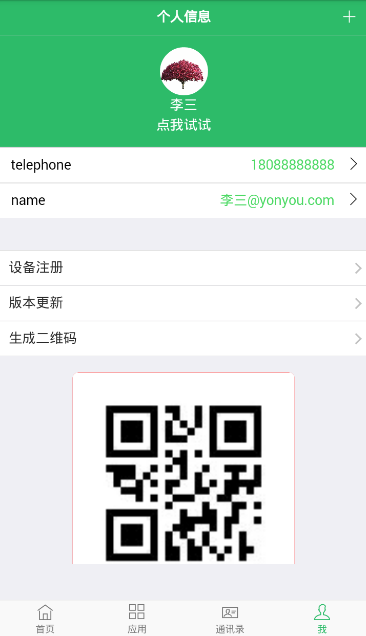 个人信息
李三
点我试试
telephone 18088888888
name 李三@yonyou.com
设备注册
版本更新
生成二维码
首页 应用 通讯录 我